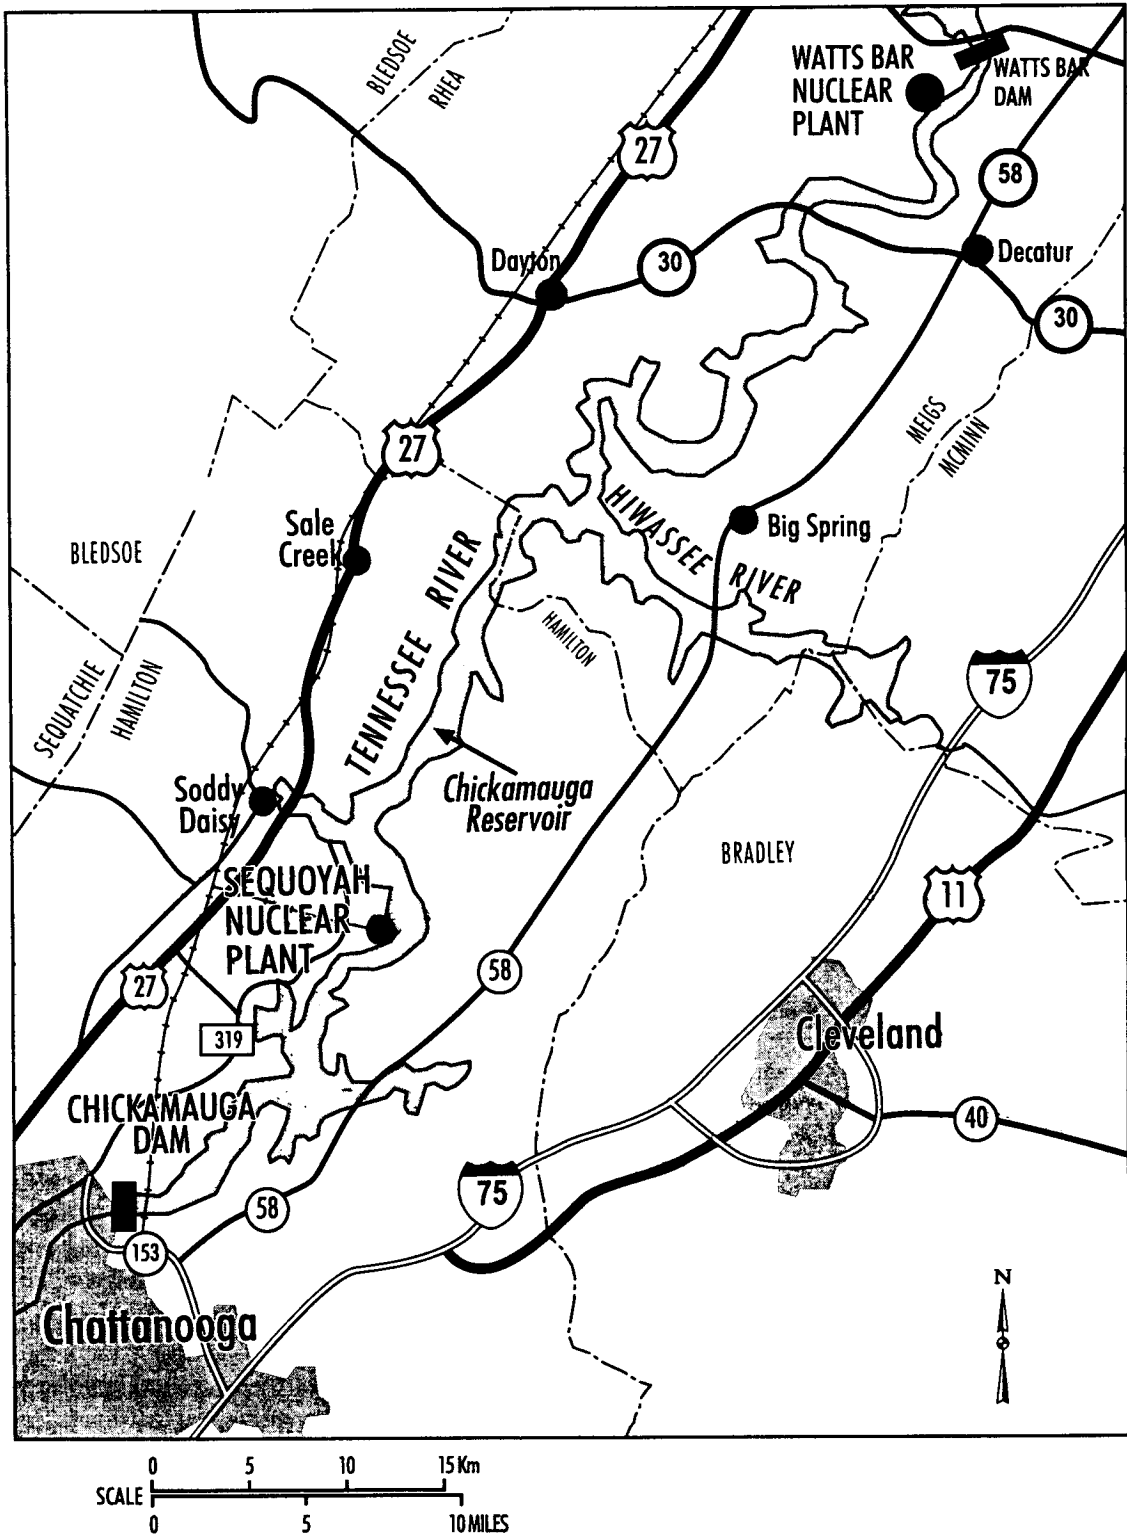 BLEDSOE
RHEA
WATTS BAR
NUCLEAR
PLANT
WATTS BAR
DAM
27
58
Dayton
30
Decatur
30
27
MEIGS
MCMINN
Sale
Creek
BLEDSOE
TENNESSEE RIVER
HIWASSEE RIVER
Big Spring
HAMILTON
SEQUATCHIE
HAMILTON
75
Soddy
Daisy
Chickamauga
Reservoir
BRADLEY
SEQUOYAH
NUCLEAR
PLANT
11
27
58
319
Cleveland
CHICKAMAUGA
DAM
40
75
58
153
Chattanooga
N
0 5 10 15 Km
SCALE
0 5 10 MILES